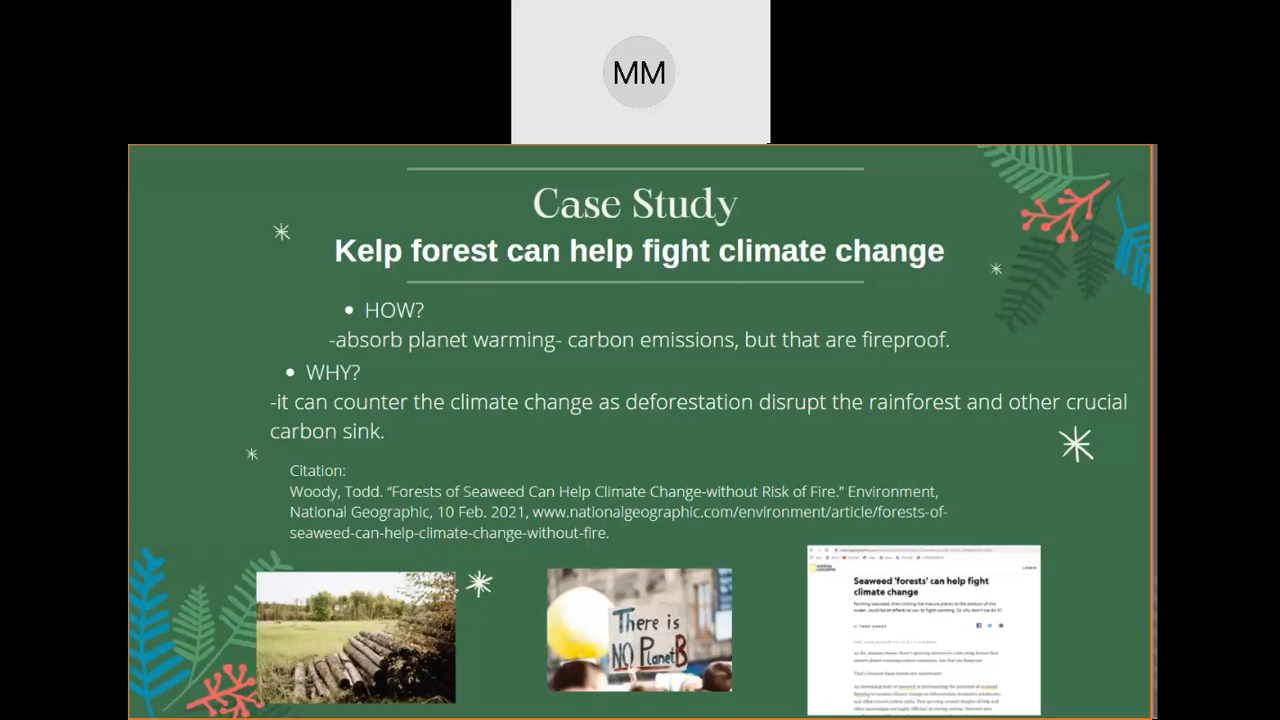 MM
Case Study
Kelp forest can help fight climate change
HOW?
-absorb planet warming- carbon emissions, but that are fireproof.
WHY?
-it can counter the climate change as deforestation disrupt the rainforest and other crucial
carbon sink.
Citation:
Woody, Todd. “Forests of Seaweed Can Help Climate Change-without Risk of Fire.” Environment,
National Geographic, 10 Feb. 2021, www.nationalgeographic.com/environment/article/forests-of-
seaweed-can-help-climate-change-without-fire.
There is
NO Planet B
LOGIN
Seaweed 'forests' can help fight
climate change